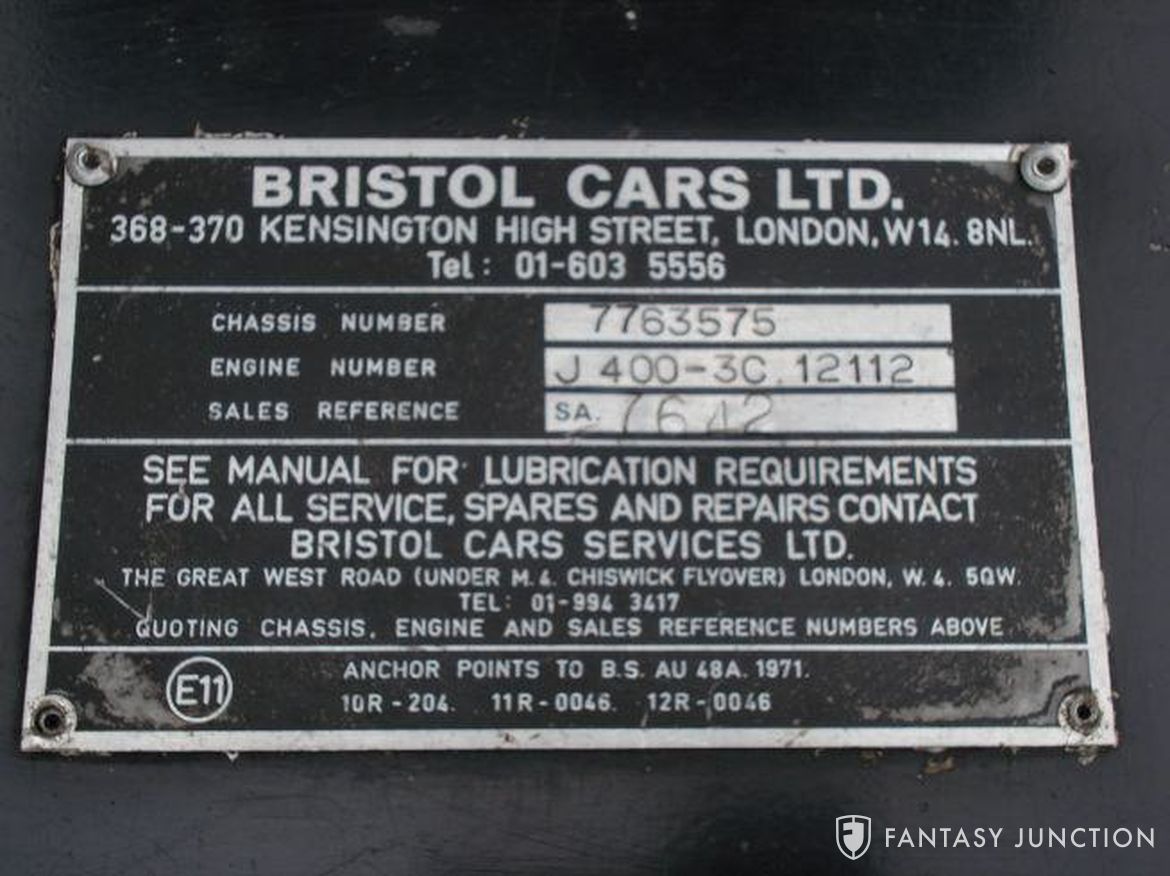 BRISTOL CARS LTD.
368-370 KENSINGTON HIGH STREET, LONDON, W14. 8NL.
Tel: 01-603 5556
CHASSIS NUMBER 7763575
ENGINE NUMBER J 400-3C. 12112
SALES REFERENCE SA. 7642
SEE MANUAL FOR LUBRICATION REQUIREMENTS
FOR ALL SERVICE, SPARES AND REPAIRS CONTACT
BRISTOL CARS SERVICES LTD.
THE GREAT WEST ROAD (UNDER M.4. CHISWICK FLYOVER) LONDON, W.4. 5QW.
TEL: 01-994 3417
QUOTING CHASSIS, ENGINE AND SALES REFERENCE NUMBERS ABOVE
E11 ANCHOR POINTS TO B.S. AU 48A. 1971.
10R-204. 11R-0046. 12R-0046
FANTASY JUNCTION